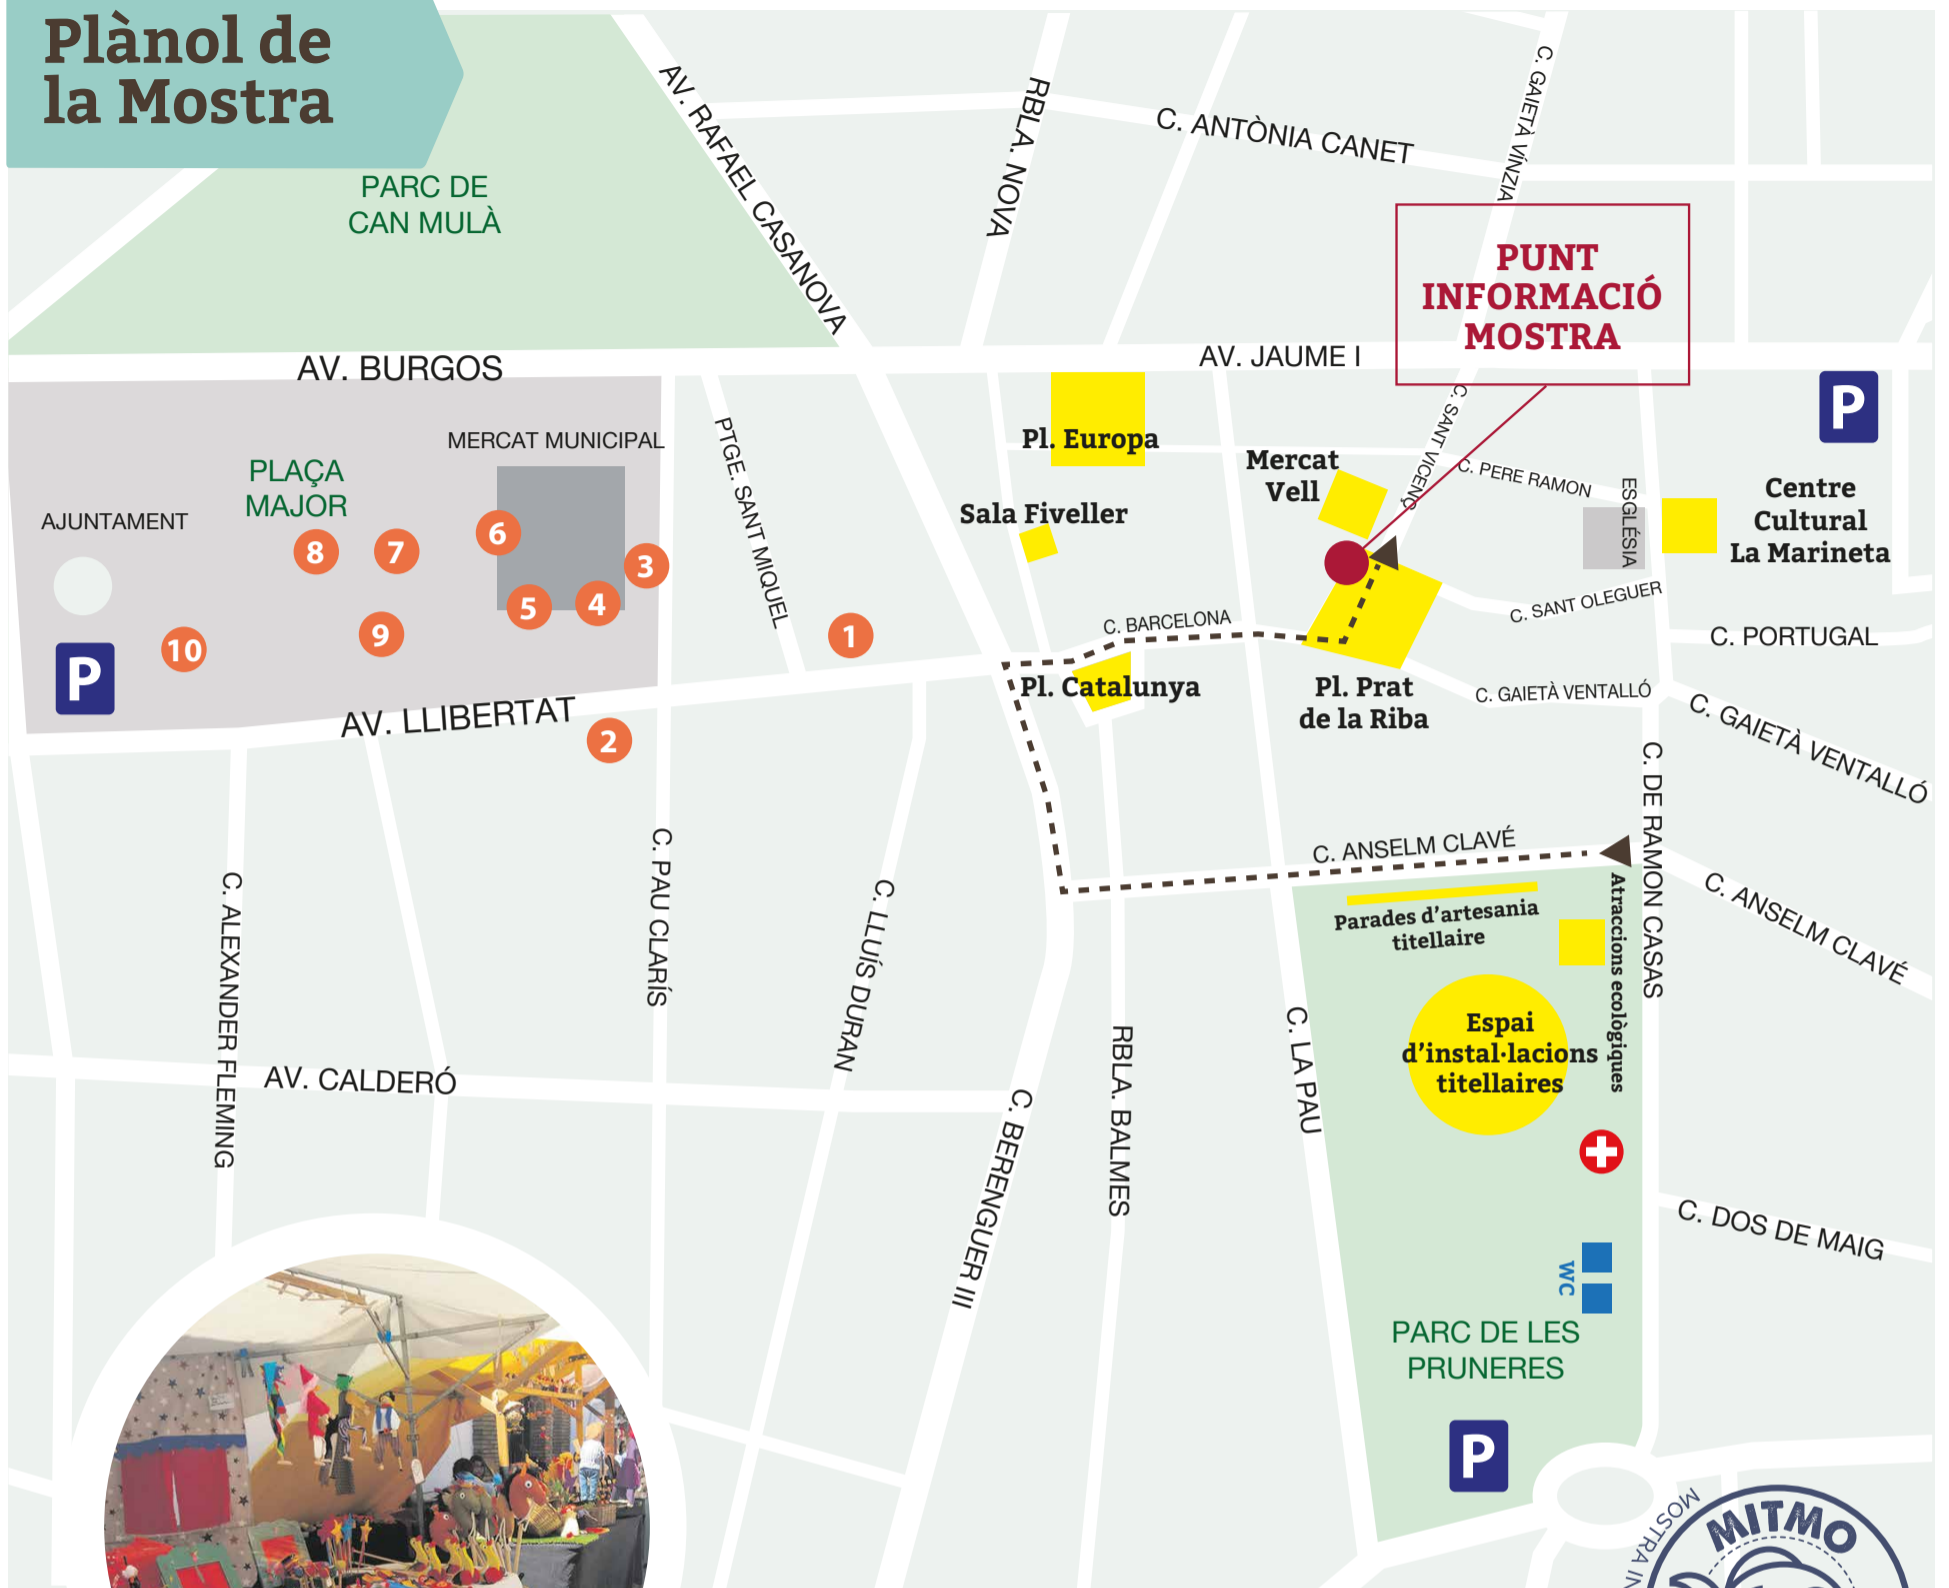 Plànol de
la Mostra
PARC DE
CAN MULÀ
AV. RAFAEL CASANOVA
RBLA. NOVA
C. ANTÒNIA CANET
C. GAIETÀ VÍNZIA
PUNT
INFORMACIÓ
MOSTRA
AV. BURGOS
AV. JAUME I
P
MERCAT MUNICIPAL
PLAÇA
MAJOR
AJUNTAMENT
PTGE. SANT MIQUEL
Pl. Europa
Mercat
Vell
C. SANT VICENÇ
C. PERE RAMON
ESGLÉSIA
Centre
Cultural
La Marineta
Sala Fiveller
8
7
6
3
5
4
9
10
1
2
P
C. BARCELONA
C. SANT OLEGUER
C. PORTUGAL
Pl. Catalunya
Pl. Prat
de la Riba
C. GAIETÀ VENTALLÓ
C. GAIETÀ VENTALLÓ
AV. LLIBERTAT
C. DE RAMON CASAS
C. ANSELM CLAVÉ
C. ANSELM CLAVÉ
C. ALEXANDER FLEMING
C. PAU CLARÍS
C. LLUÍS DURAN
Parades d'artesania
titellaire
Atraccions ecològiques
Espai
d'instal·lacions
titellaires
C. LA PAU
RBLA. BALMES
AV. CALDERÓ
C. BERENGUER III
C. DOS DE MAIG
WC
PARC DE LES
PRUNERES
P
MOSTRA IN
MITMO